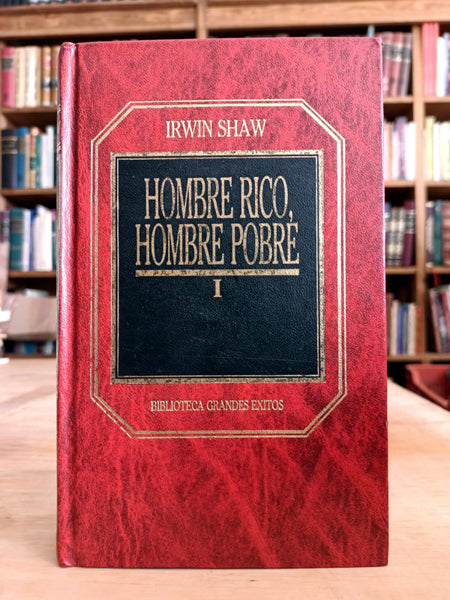 IRWIN SHAW
HOMBRE RICO,
HOMBRE POBRE
I
BIBLIOTECA GRANDES EXITOS